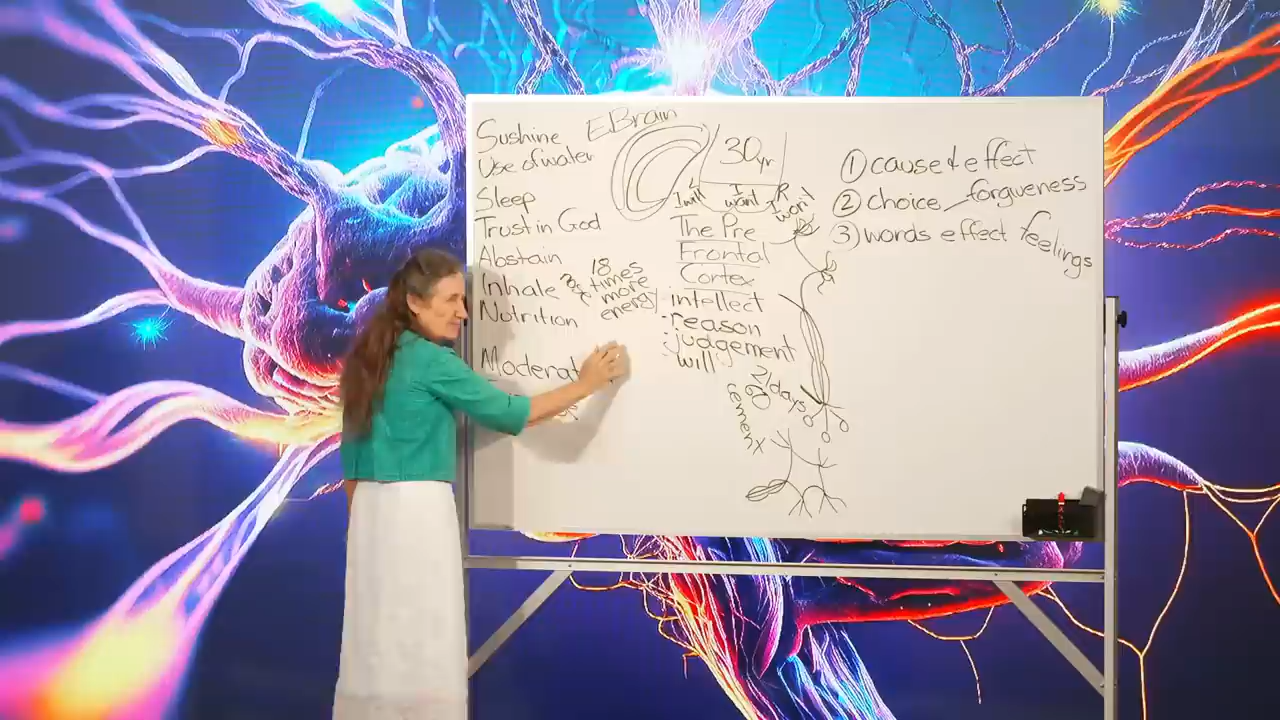 Sushine
Use of water
Sleep
Trust in God
Abstain
Inhale
Nutrition
Moderat
EBrain
30yr
I will
I want
I won't
18 times more energy
The Pre
Frontal
Cortex
intellect
reason
judgement
will
21 days
60
cement
① cause & effect
② choice - forgiveness
③ words effect feelings